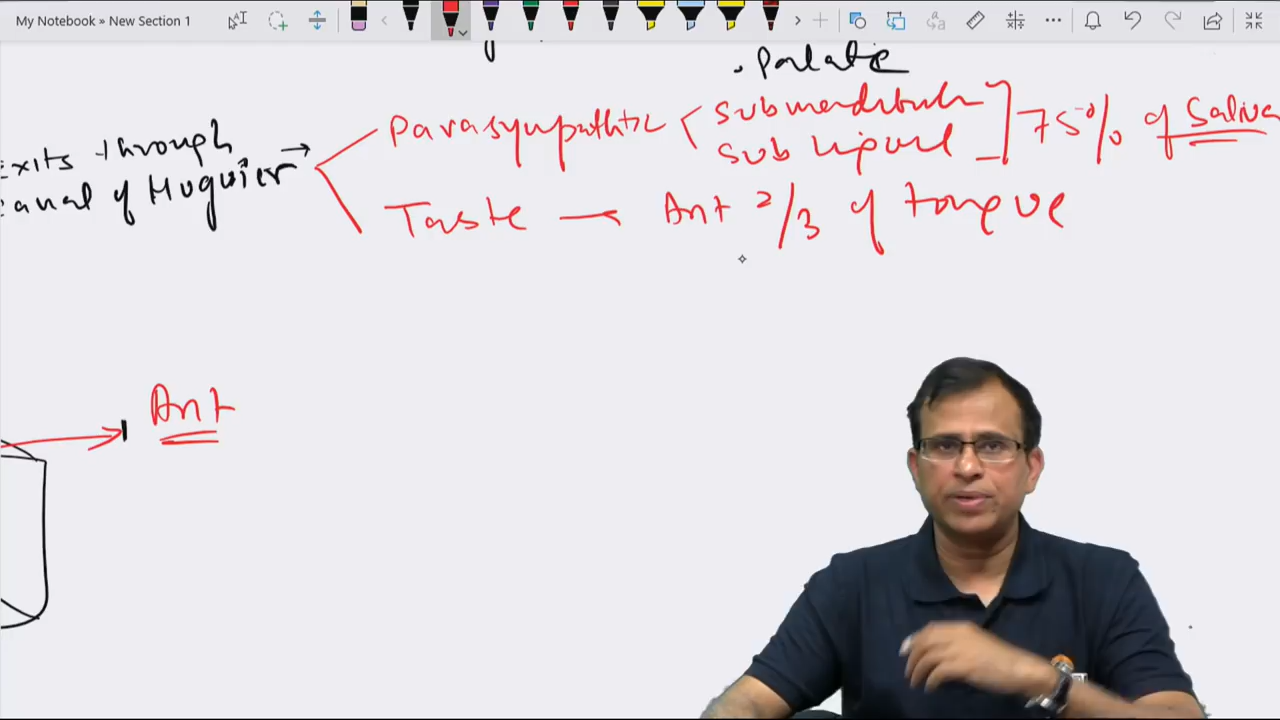 My Notebook » New Section 1
. Palate
Exits through
canal of Huguier →
Parasympathtic < submandibular
sub lingual ] 75% of Saliva
Taste — Ant 2/3 of tongue
Ant